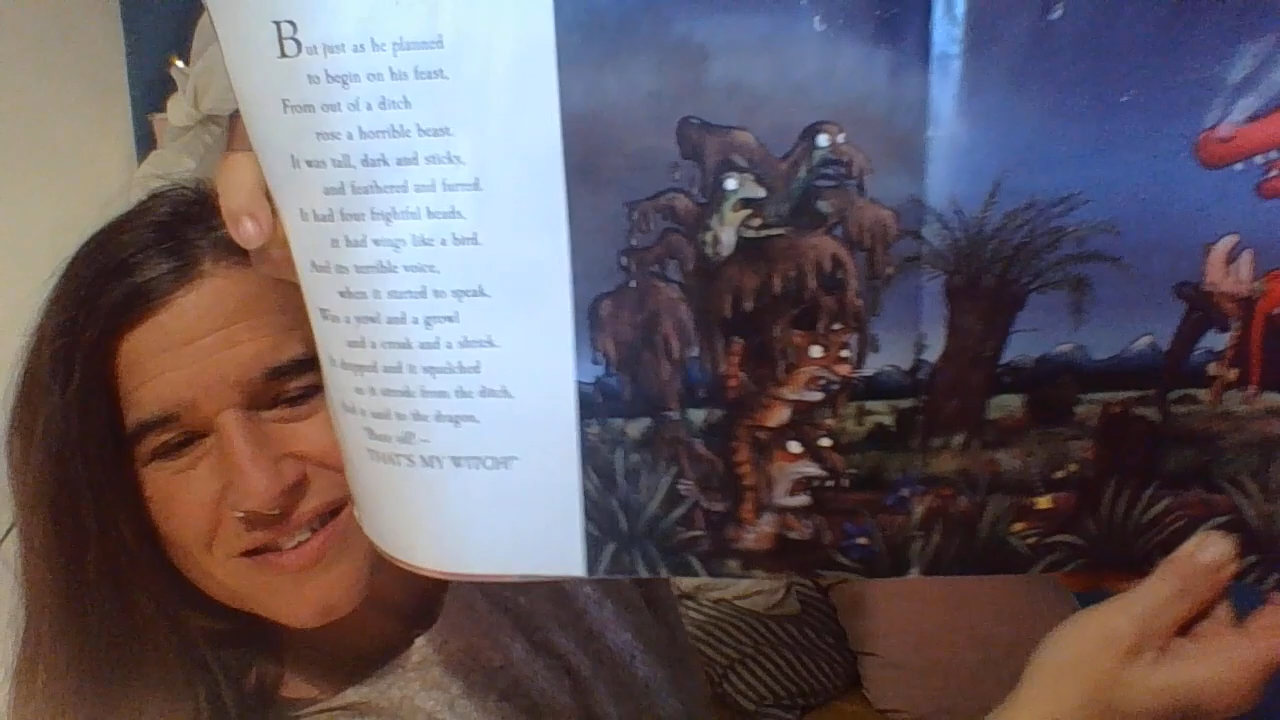 But just as he planned
to begin on his feast,
From out of a ditch
rose a horrible beast.
It was tall, dark and sticky,
and feathered and furred.
It had four frightful heads,
it had wings like a bird.
And its terrible voice,
when it started to speak,
Was a yowl and a growl
and a croak and a shriek.
It dripped and it squelched
as it strode from the ditch,
And it said to the dragon,
"Buzz off!—
THAT'S MY WITCH!"